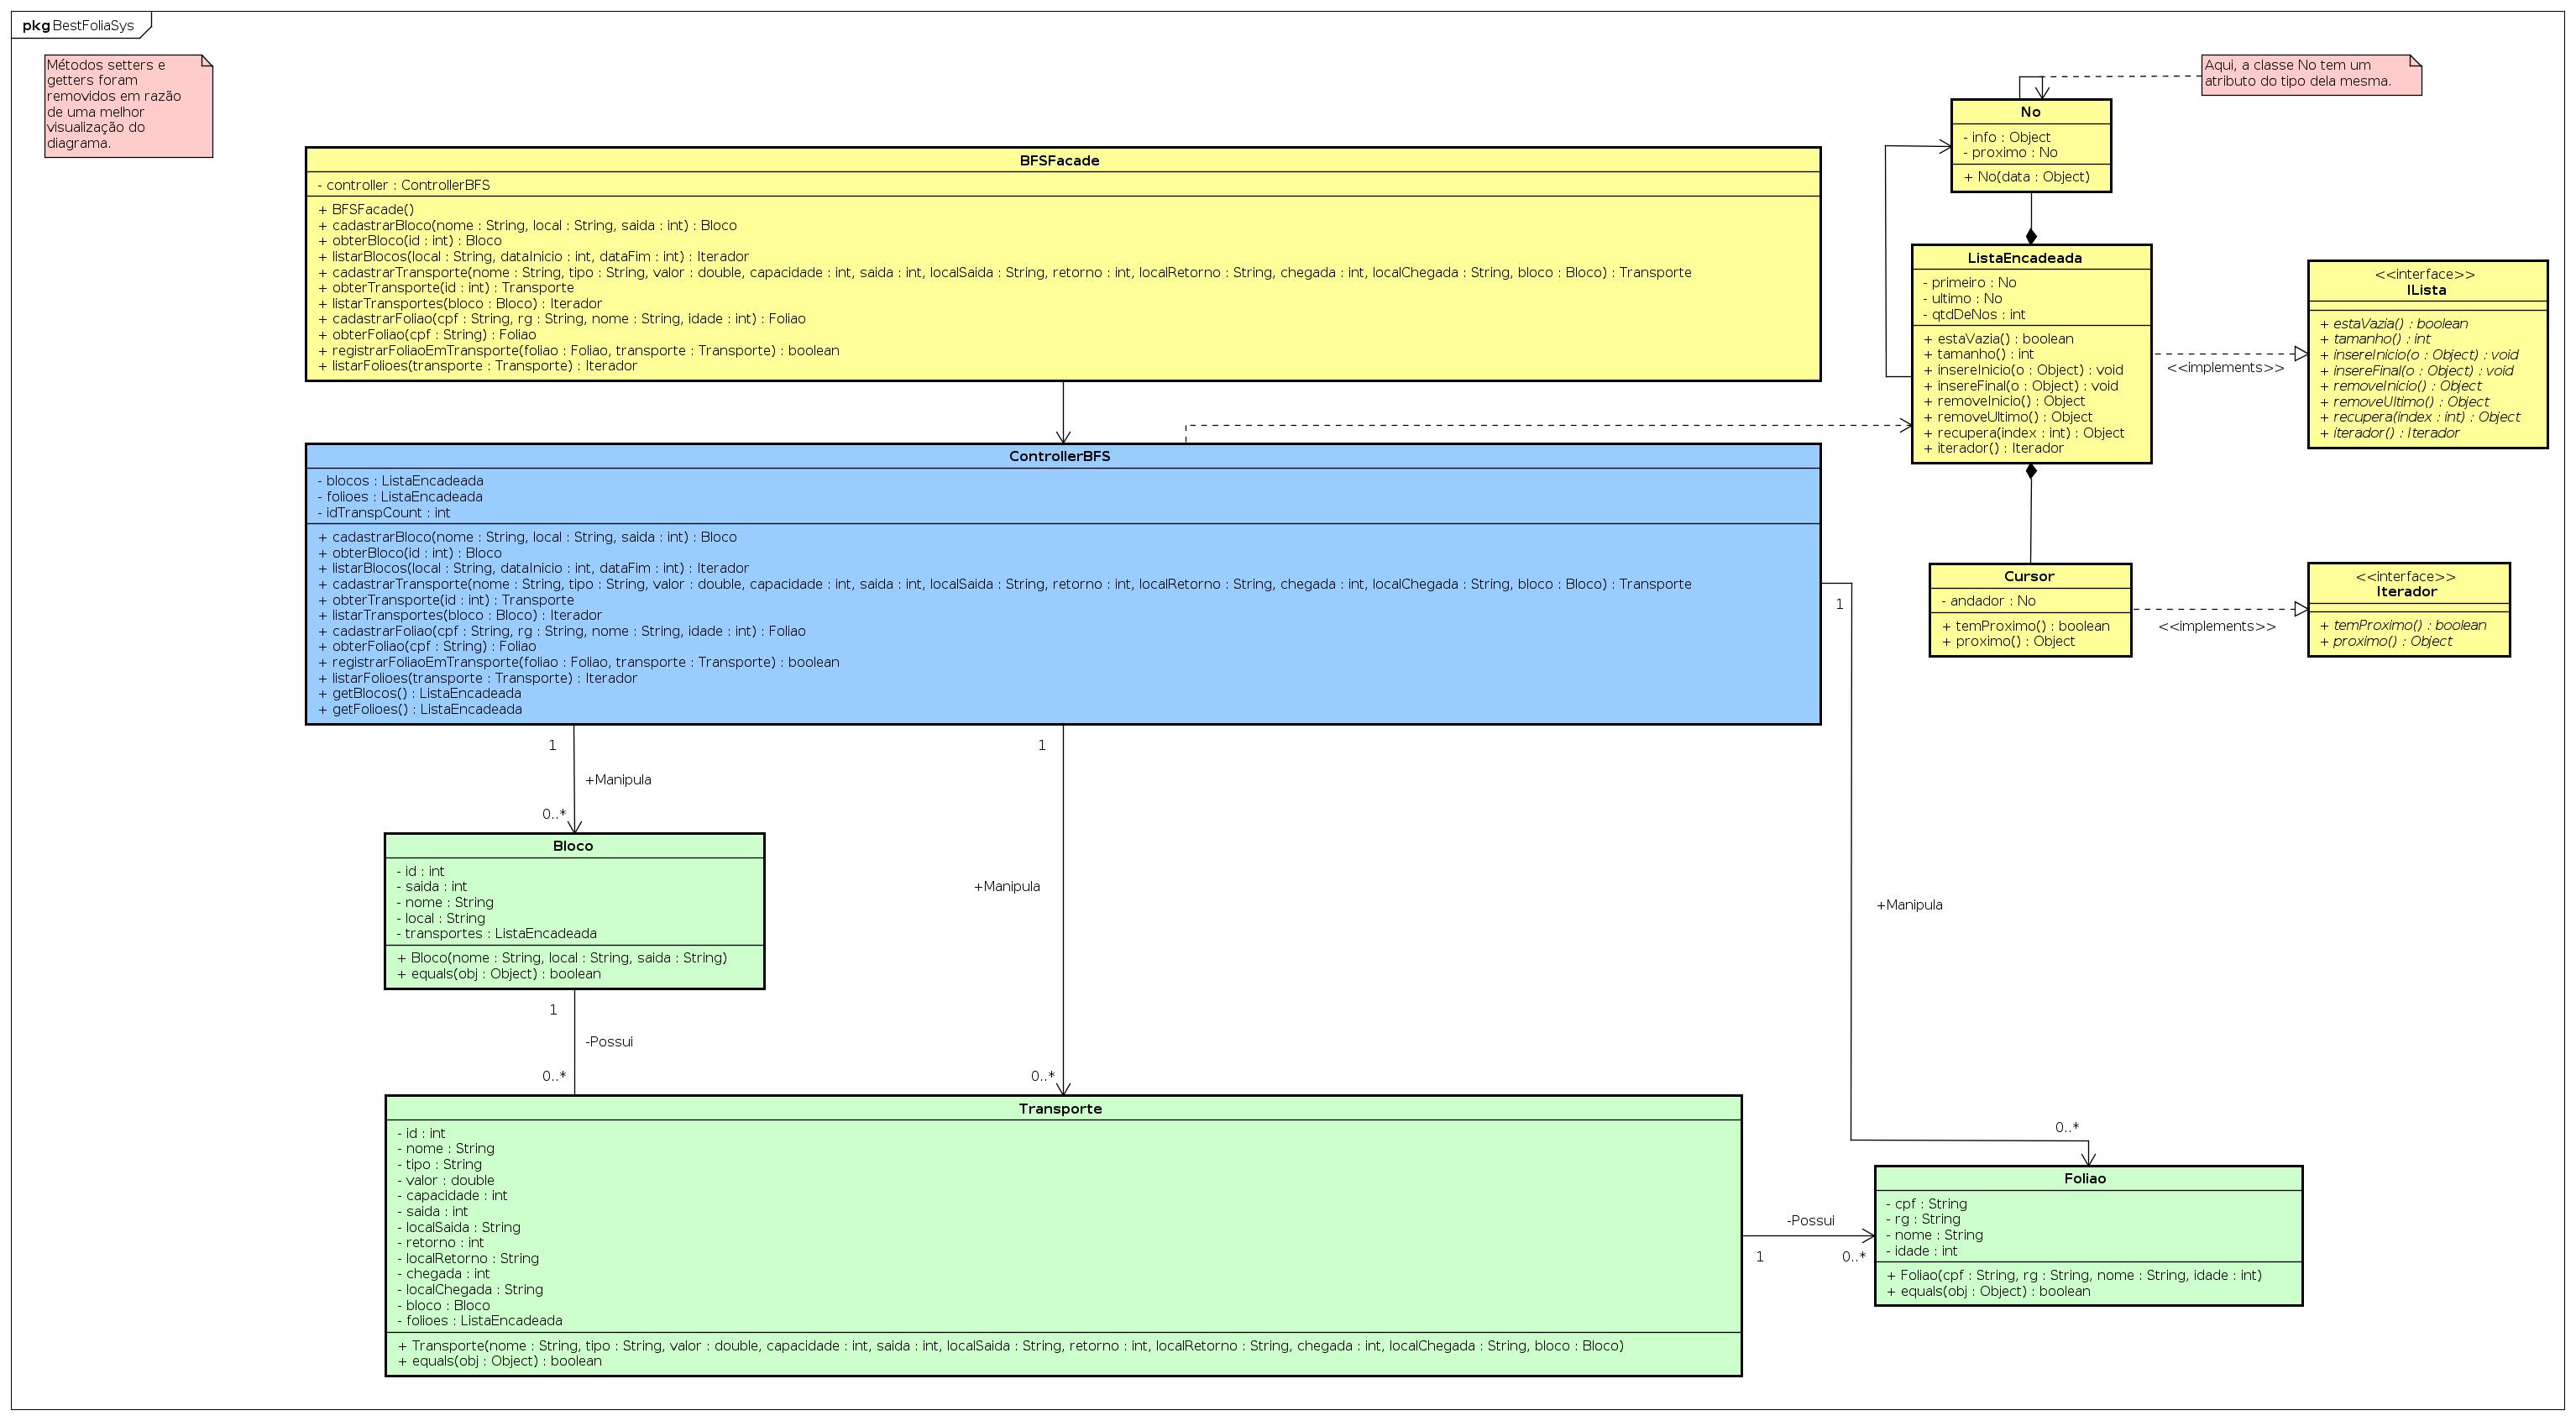 pkg BestFoliaSys
Métodos setters e
getters foram
removidos em razão
de uma melhor
visualização do
diagrama.
Aqui, a classe No tem um
atributo do tipo dela mesma.
No
- info : Object
- proximo : No
+ No(data : Object)
BFSFacade
- controller : ControllerBFS
+ BFSFacade()
+ cadastrarBloco(nome : String, local : String, saida : int) : Bloco
+ obterBloco(id : int) : Bloco
+ listarBlocos(local : String, dataInicio : int, dataFim : int) : Iterador
+ cadastrarTransporte(nome : String, tipo : String, valor : double, capacidade : int, saida : int, localSaida : String, retorno : int, localRetorno : String, chegada : int, localChegada : String, bloco : Bloco) : Transporte
+ obterTransporte(id : int) : Transporte
+ listarTransportes(bloco : Bloco) : Iterador
+ cadastrarFoliao(cpf : String, rg : String, nome : String, idade : int) : Foliao
+ obterFoliao(cpf : String) : Foliao
+ registrarFoliaoEmTransporte(foliao : Foliao, transporte : Transporte) : boolean
+ listarFolioes(transporte : Transporte) : Iterador
ListaEncadeada
- primeiro : No
- ultimo : No
- qtdDeNos : int
+ estaVazia() : boolean
+ tamanho() : int
+ insereInicio(o : Object) : void
+ insereFinal(o : Object) : void
+ removeInicio() : Object
+ removeUltimo() : Object
+ recupera(index : int) : Object
+ iterador() : Iterador
<<implements>>
<<interface>>
ILista
+ estaVazia() : boolean
+ tamanho() : int
+ insereInicio(o : Object) : void
+ insereFinal(o : Object) : void
+ removeInicio() : Object
+ removeUltimo() : Object
+ recupera(index : int) : Object
+ iterador() : Iterador
ControllerBFS
- blocos : ListaEncadeada
- folioes : ListaEncadeada
- idTranspCount : int
+ cadastrarBloco(nome : String, local : String, saida : int) : Bloco
+ obterBloco(id : int) : Bloco
+ listarBlocos(local : String, dataInicio : int, dataFim : int) : Iterador
+ cadastrarTransporte(nome : String, tipo : String, valor : double, capacidade : int, saida : int, localSaida : String, retorno : int, localRetorno : String, chegada : int, localChegada : String, bloco : Bloco) : Transporte
+ obterTransporte(id : int) : Transporte
+ listarTransportes(bloco : Bloco) : Iterador
+ cadastrarFoliao(cpf : String, rg : String, nome : String, idade : int) : Foliao
+ obterFoliao(cpf : String) : Foliao
+ registrarFoliaoEmTransporte(foliao : Foliao, transporte : Transporte) : boolean
+ listarFolioes(transporte : Transporte) : Iterador
+ getBlocos() : ListaEncadeada
+ getFolioes() : ListaEncadeada
Cursor
- andador : No
+ temProximo() : boolean
+ proximo() : Object
<<implements>>
<<interface>>
Iterador
+ temProximo() : boolean
+ proximo() : Object
1
1
1
+Manipula
0..*
+Manipula
+Manipula
Bloco
- id : int
- saida : int
- nome : String
- local : String
- transportes : ListaEncadeada
+ Bloco(nome : String, local : String, saida : String)
+ equals(obj : Object) : boolean
1
-Possui
0..*
0..*
0..*
Transporte
- id : int
- nome : String
- tipo : String
- valor : double
- capacidade : int
- saida : int
- localSaida : String
- retorno : int
- localRetorno : String
- chegada : int
- localChegada : String
- bloco : Bloco
- folioes : ListaEncadeada
+ Transporte(nome : String, tipo : String, valor : double, capacidade : int, saida : int, localSaida : String, retorno : int, localRetorno : String, chegada : int, localChegada : String, bloco : Bloco)
+ equals(obj : Object) : boolean
-Possui
1
0..*
Foliao
- cpf : String
- rg : String
- nome : String
- idade : int
+ Foliao(cpf : String, rg : String, nome : String, idade : int)
+ equals(obj : Object) : boolean